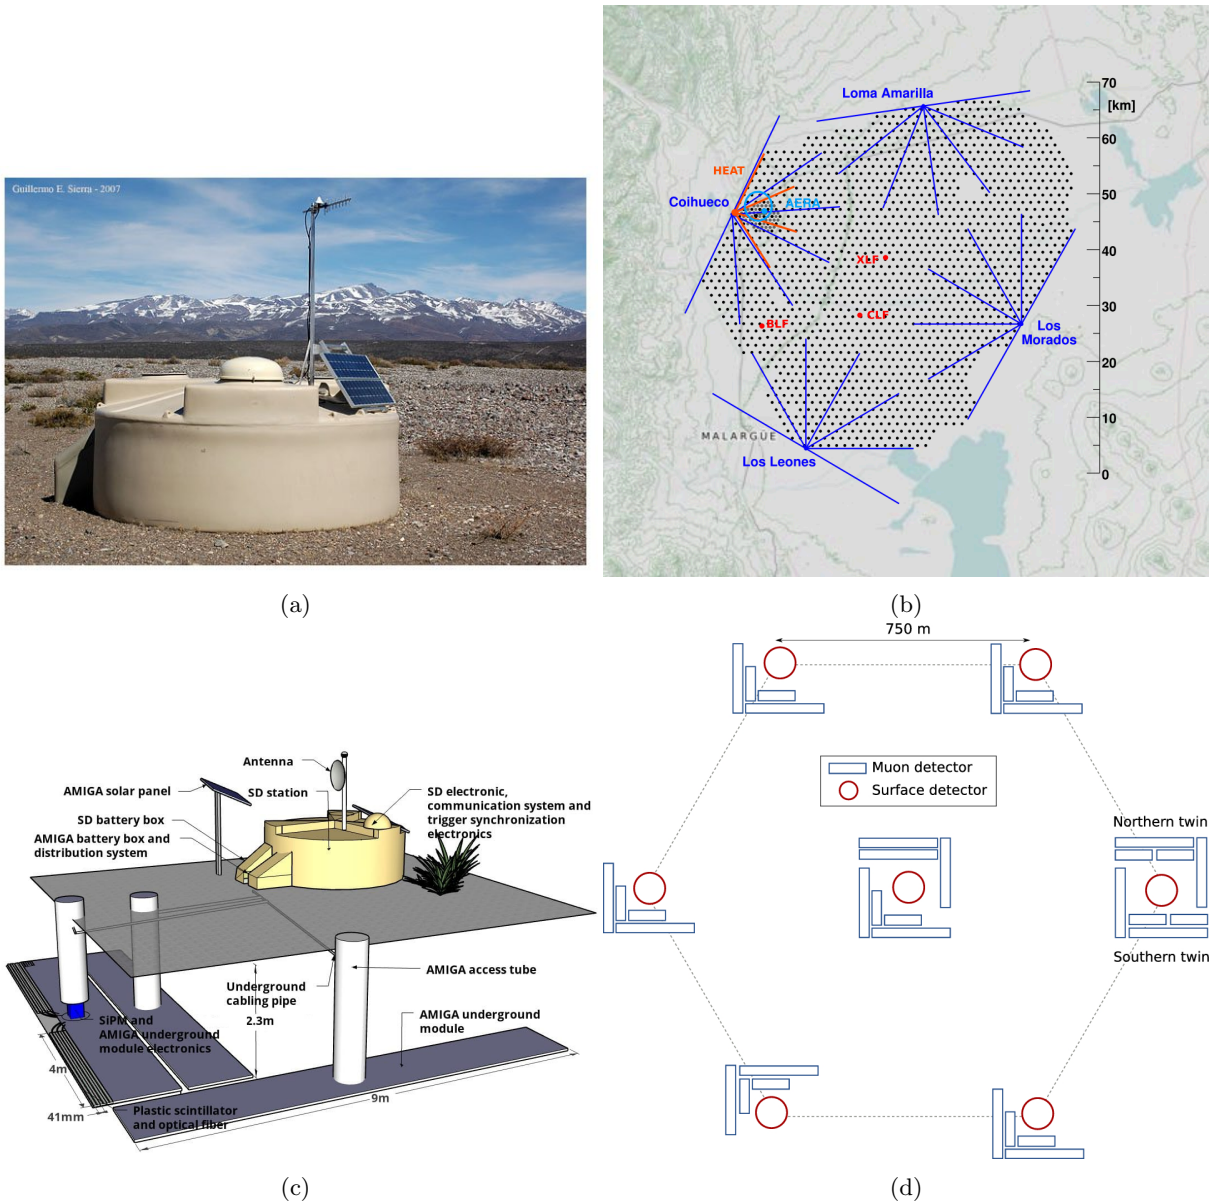 Guillermo E. Sierra - 2007
(a)
Loma Amarilla
70
[km]
60
HEAT
50
Coihueco
AERA
40
XLF
30
BLF
CLF
Los
Morados
20
10
MALARGÜE
Los Leones
0
(b)
Antenna
AMIGA solar panel
SD station
SD electronic,
communication system and
trigger synchronization
electronics
SD battery box
AMIGA battery box and
distribution system
Underground
cabling pipe
AMIGA access tube
2.3m
SiPM and
AMIGA underground
module electronics
AMIGA underground
module
4m
41mm
9m
Plastic scintillator
and optical fiber
(c)
750 m
Muon detector
Surface detector
Northern twin
Southern twin
(d)